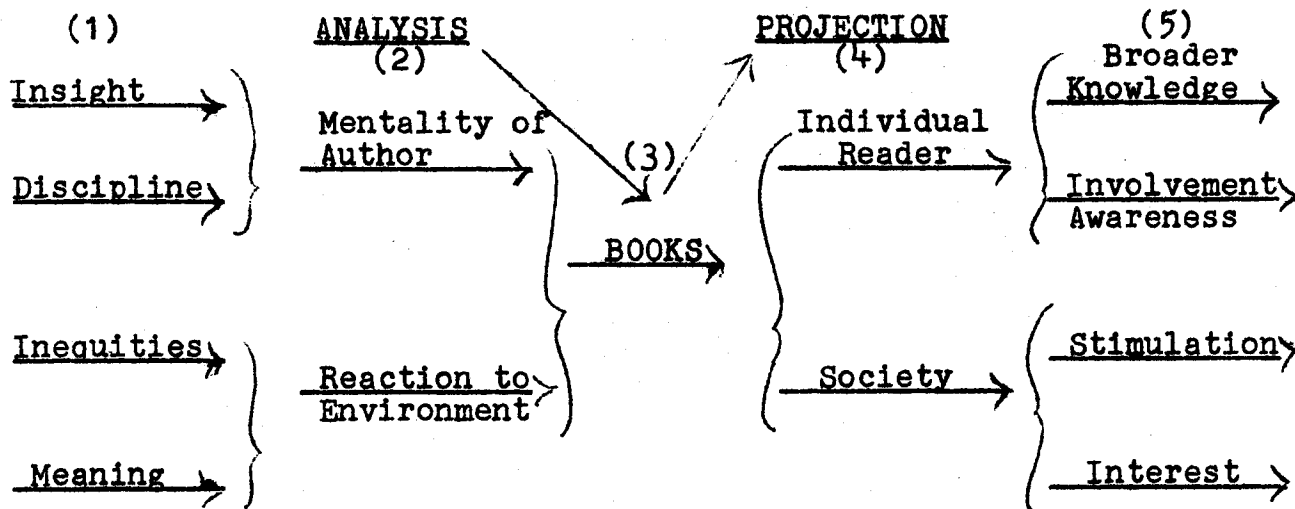 (1)
ANALYSIS
(2)
PROJECTION
(4)
(5)
Insight
Discipline
Inequities
Meaning
Mentality of
Author
Reaction to
Environment
(3)
BOOKS
Individual
Reader
Society
Broader
Knowledge
Involvement
Awareness
Stimulation
Interest